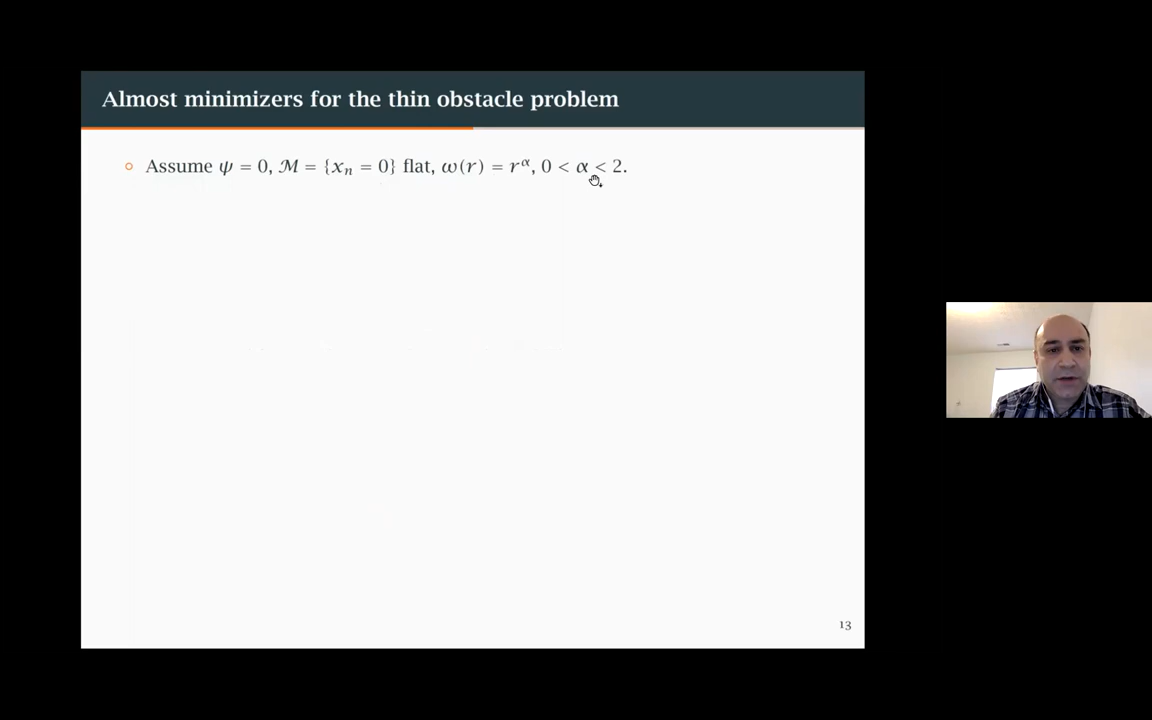 Almost minimizers for the thin obstacle problem
Assume ψ = 0, ℳ = {xₙ = 0} flat, ω(r) = r^α, 0 < α < 2.
13